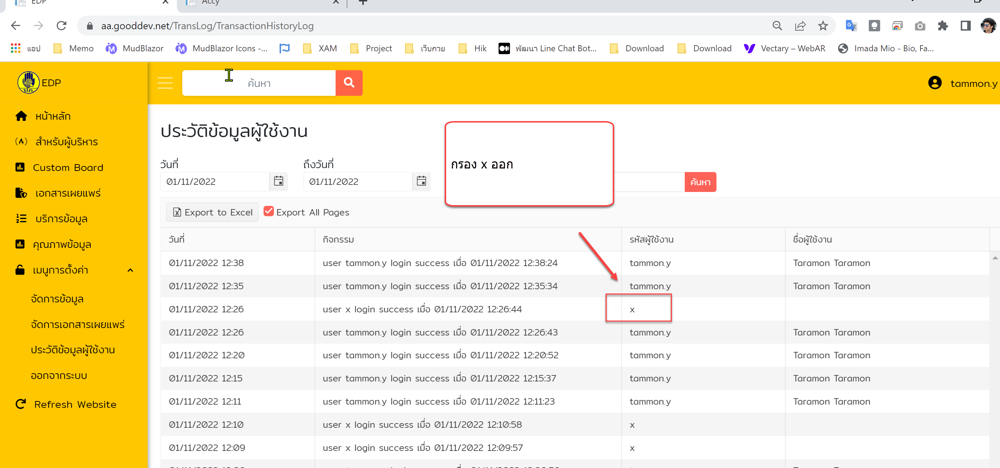 EDP
Accy
aa.gooddev.net/TransLog/TransactionHistoryLog
แอป Memo MudBlazor MudBlazor Icons -... XAM Project เว็บกวย Hik พัฒนา Line Chat Bot... Download Download Vectary – WebAR Imada Mio - Bio, Fa...
ปภ.
EDP
ค้นหา
tammon.y
หน้าหลัก
สำหรับผู้บริหาร
Custom Board
เอกสารเผยแพร่
บริการข้อมูล
คุณภาพข้อมูล
เมนูการตั้งค่า
จัดการข้อมูล
จัดการเอกสารเผยแพร่
ประวัติข้อมูลผู้ใช้งาน
ออกจากระบบ
Refresh Website
ประวัติข้อมูลผู้ใช้งาน
วันที่ ถึงวันที่
01/11/2022 01/11/2022 ค้นหา
กรอง x ออก
Export to Excel Export All Pages
วันที่ กิจกรรม รหัสผู้ใช้งาน ชื่อผู้ใช้งาน
01/11/2022 12:38 user tammon.y login success เมื่อ 01/11/2022 12:38:24 tammon.y Taramon Taramon
01/11/2022 12:35 user tammon.y login success เมื่อ 01/11/2022 12:35:34 tammon.y Taramon Taramon
01/11/2022 12:26 user x login success เมื่อ 01/11/2022 12:26:44 x
01/11/2022 12:26 user tammon.y login success เมื่อ 01/11/2022 12:26:43 tammon.y Taramon Taramon
01/11/2022 12:20 user tammon.y login success เมื่อ 01/11/2022 12:20:52 tammon.y Taramon Taramon
01/11/2022 12:15 user tammon.y login success เมื่อ 01/11/2022 12:15:37 tammon.y Taramon Taramon
01/11/2022 12:11 user tammon.y login success เมื่อ 01/11/2022 12:11:23 tammon.y Taramon Taramon
01/11/2022 12:10 user x login success เมื่อ 01/11/2022 12:10:58 x
01/11/2022 12:09 user x login success เมื่อ 01/11/2022 12:09:57 x